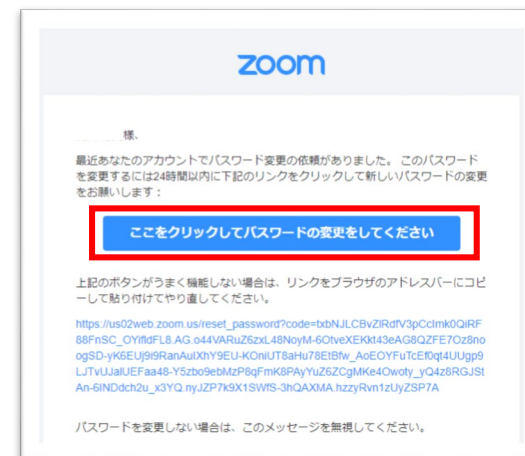 zoom
様、
最近あなたのアカウントでパスワード変更の依頼がありました。 このパスワード
を変更するには24時間以内に下記のリンクをクリックして新しいパスワードの変更
をお願いします：
ここをクリックしてパスワードの変更をしてください
上記のボタンがうまく機能しない場合は、リンクをブラウザのアドレスバーにコピ
ーして貼り付けてやり直してください。
https://us02web.zoom.us/reset_password?code=txbNJLCBvZlRdfV3pCcImk0QiRF
88FnSC_OYifldFL8.AG.o44VARuZ6zxL48NoyM-6OtveXEKkt43eAG8QZFE7Oz8no
ogSD-yK6EUj9i9RanAuIXhY9EU-KOniUT8aHu78EtBfw_AoEOYFuTcEf0qt4UUgp9
LJTvUJalUEFaa48-Y5zbo9ebMzP8qFmK8PAyYuZ6ZCgMKe4Owoty_yQ4z8RGJSt
An-6INDdch2u_x3YQ.nyJZP7k9X1SWfS-3hQAXMA.hzzyRvn1zUyZSP7A
パスワードを変更しない場合は、このメッセージを無視してください。